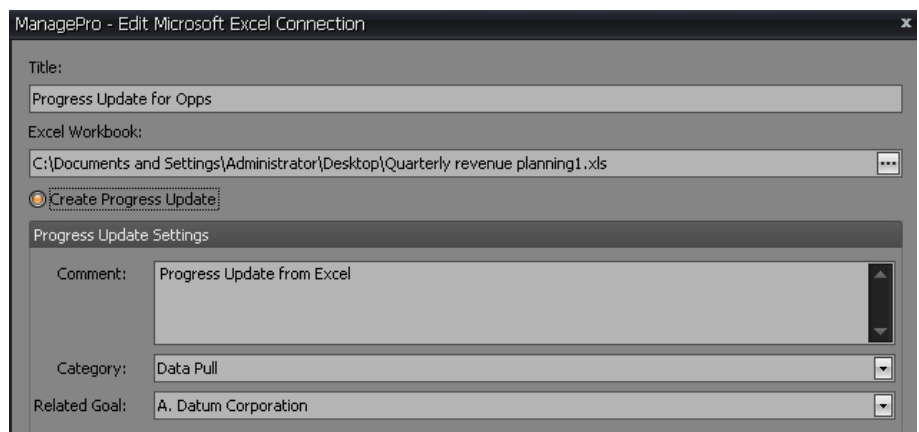 ManagePro - Edit Microsoft Excel Connection x
Title:
Progress Update for Opps
Excel Workbook:
C:\Documents and Settings\Administrator\Desktop\Quarterly revenue planning1.xls ...
Create Progress Update
Progress Update Settings
Comment: Progress Update from Excel
Category: Data Pull
Related Goal: A. Datum Corporation